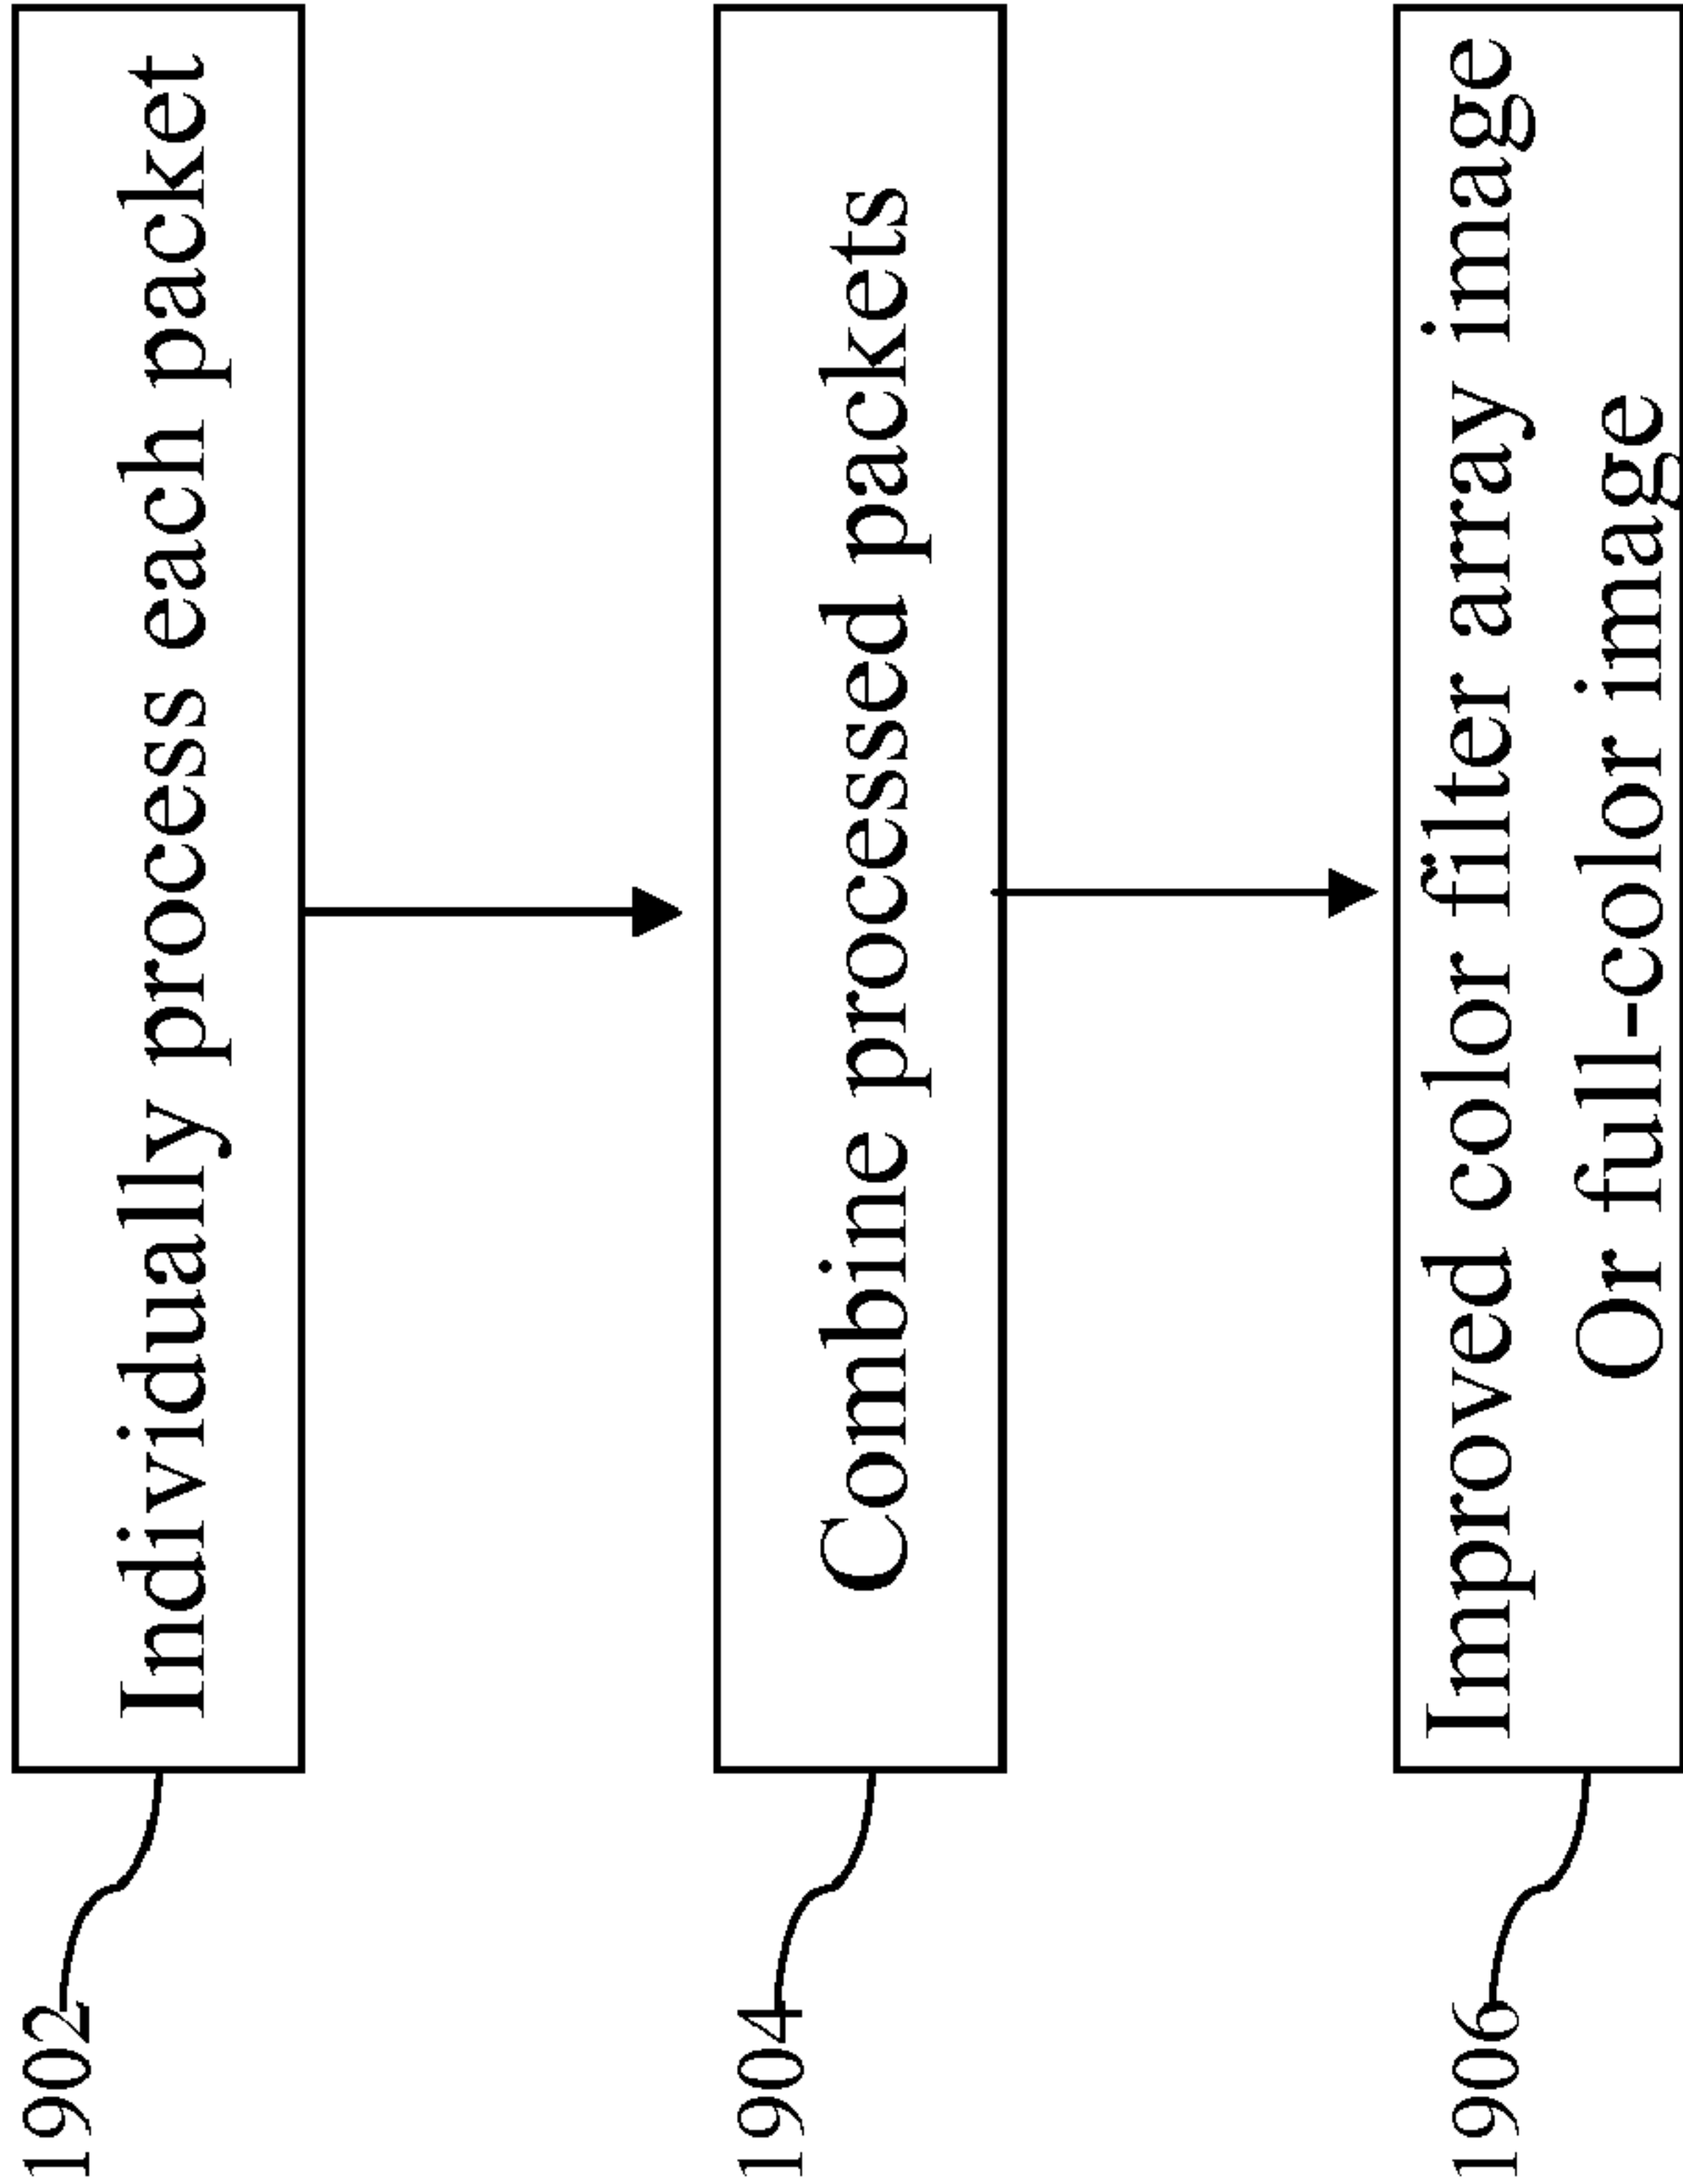 1902
Individually process each packet
1904
Combine processed packets
1906
Improved color filter array image
Or full-color image